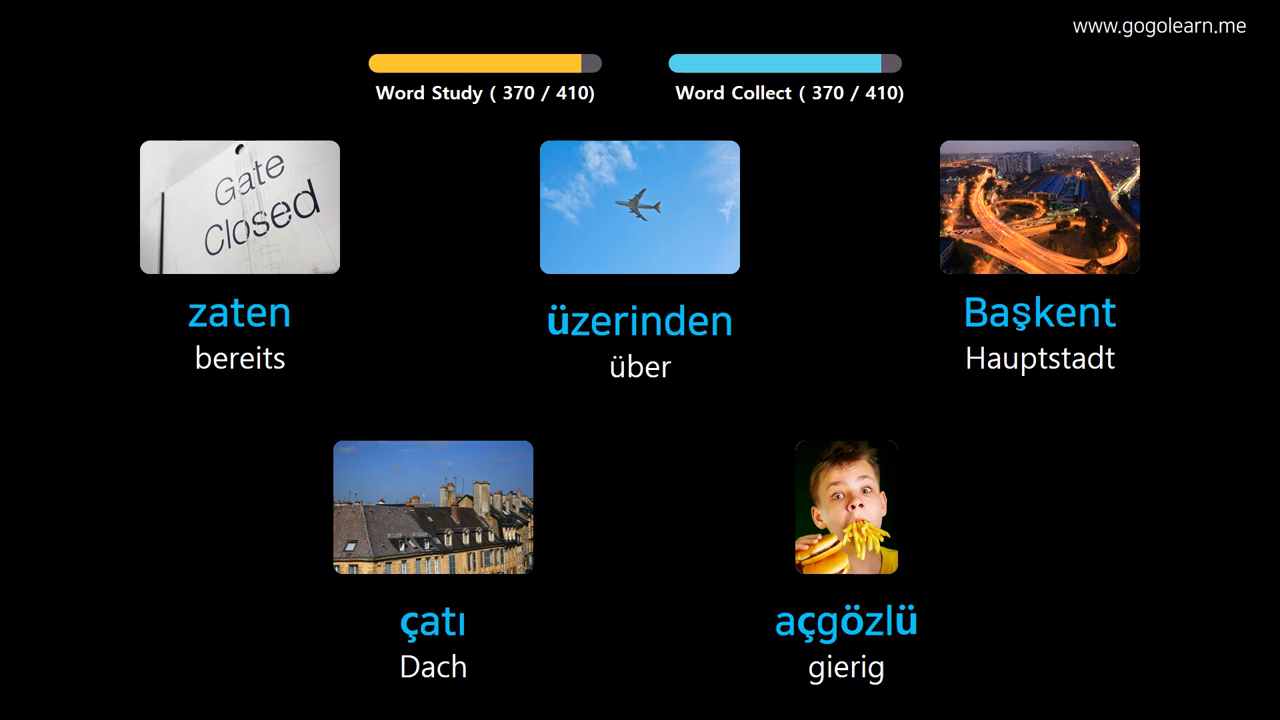 www.gogolearn.me
Word Study ( 370 / 410)
Word Collect ( 370 / 410)
Gate
Closed
zaten
bereits
üzerinden
über
Başkent
Hauptstadt
çatı
Dach
açgözlü
gierig